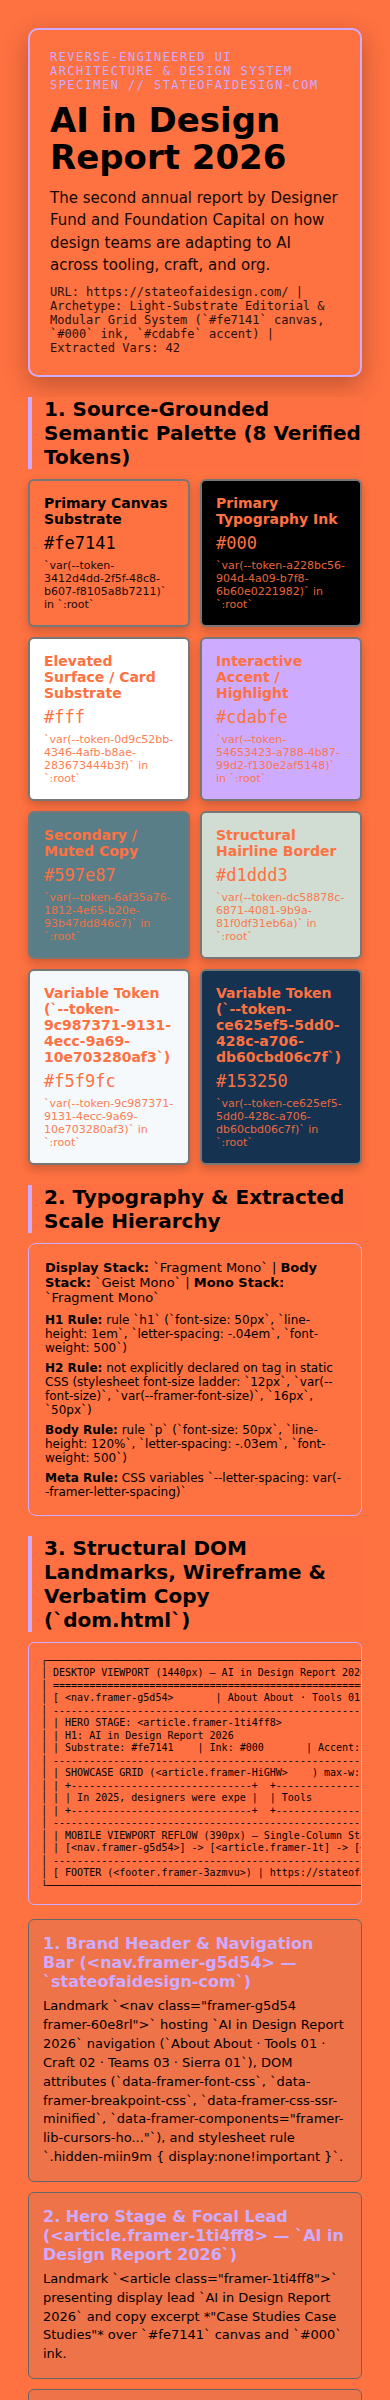 REVERSE-ENGINEERED UI
ARCHITECTURE & DESIGN SYSTEM
SPECIMEN // STATEOFAIDESIGN-COM
AI in Design
Report 2026
The second annual report by Designer
Fund and Foundation Capital on how
design teams are adapting to AI
across tooling, craft, and org.
URL: https://stateofaidesign.com/ |
Archetype: Light-Substrate Editorial &
Modular Grid System (`#fe7141` canvas,
`#000` ink, `#cdabfe` accent) |
Extracted Vars: 42
1. Source-Grounded
Semantic Palette (8 Verified
Tokens)
Primary Canvas
Substrate
#fe7141
`var(--token-
3412d4dd-2f5f-48c8-
b607-f8105a8b7211)`
in `:root`
Primary
Typography Ink
#000
`var(--token-
a228bc56-
904d-4a09-b7f8-
6b60e0221982)` in
`:root`
Elevated
Surface / Card
Substrate
#fff
`var(--token-0d9c52bb-
4346-4afb-b8ae-
283673444b3f)` in
`:root`
Interactive
Accent /
Highlight
#cdabfe
`var(--token-
54653423-a788-4b87-
99d2-f130e2af5148)`
in `:root`
Secondary /
Muted Copy
#597e87
`var(--token-6af35a76-
1812-4e65-b20e-
93b47dd846c7)` in
`:root`
Structural
Hairline Border
#d1ddd3
`var(--token-dc58878c-
6871-4081-9b9a-
81f0df31eb6a)` in
`:root`
Variable Token
(`--token-
9c987371-9131-
4ecc-9a69-
10e703280af3`)
#f5f9fc
`var(--token-9c987371-
9131-4ecc-9a69-
10e703280af3)` in
`:root`
Variable Token
(`--token-
ce625ef5-5dd0-
428c-a706-
db60cbd06c7f`)
#153250
`var(--token-ce625ef5-
5dd0-428c-a706-
db60cbd06c7f)` in
`:root`
2. Typography & Extracted
Scale Hierarchy
Display Stack: `Fragment Mono` | Body
Stack: `Geist Mono` | Mono Stack:
`Fragment Mono`
H1 Rule: rule `h1` (`font-size: 50px`, `line-
height: 1em`, `letter-spacing: -.04em`, `font-
weight: 500`)
H2 Rule: not explicitly declared on tag in static
CSS (stylesheet font-size ladder: `12px`, `var(--
font-size)`, `var(--framer-font-size)`, `16px`,
`50px`)
Body Rule: rule `p` (`font-size: 50px`, `line-
height: 120%`, `letter-spacing: -.03em`, `font-
weight: 500`)
Meta Rule: CSS variables `--letter-spacing: var(-
-framer-letter-spacing)`
3. Structural DOM
Landmarks, Wireframe &
Verbatim Copy
(`dom.html`)
DESKTOP VIEWPORT (1440px) — AI in Design Report 202
====================================================
[ <nav.framer-g5d54> | About About · Tools 01
----------------------------------------------------
| HERO STAGE: <article.framer-1ti4ff8>
| H1: AI in Design Report 2026
| Substrate: #fe7141 | Ink: #000 | Accent:
----------------------------------------------------
| SHOWCASE GRID (<article.framer-HiGHW> ) max-w:
| +-----------------------------+ +--------------
| | In 2025, designers were expe | | Tools
| +-----------------------------+ +--------------
----------------------------------------------------
| MOBILE VIEWPORT REFLOW (390px) — Single-Column St
| [<nav.framer-g5d54>] -> [<article.framer-1t] -> [
----------------------------------------------------
[ FOOTER (<footer.framer-3azmvu>) | https://stateof
1. Brand Header & Navigation
Bar (<nav.framer-g5d54> —
`stateofaidesign-com`)
Landmark `<nav class="framer-g5d54
framer-60e8rl">` hosting `AI in Design Report
2026` navigation (`About About · Tools 01 ·
Craft 02 · Teams 03 · Sierra 01`), DOM
attributes (`data-framer-font-css`, `data-
framer-breakpoint-css`, `data-framer-css-ssr-
minified`, `data-framer-components="framer-
lib-cursors-ho..."`), and stylesheet rule
`.hidden-miin9m { display:none!important }`.
2. Hero Stage & Focal Lead
(<article.framer-1ti4ff8> — `AI in
Design Report 2026`)
Landmark `<article class="framer-1ti4ff8">`
presenting display lead `AI in Design Report
2026` and copy excerpt *"Case Studies Case
Studies"* over `#fe7141` canvas and `#000`
ink.